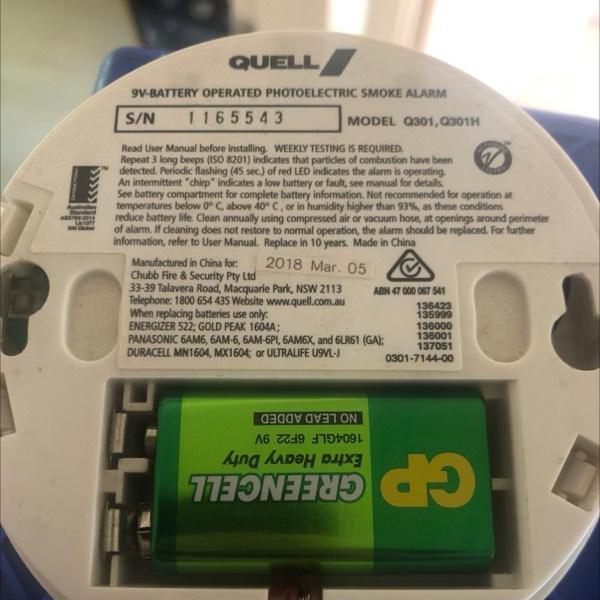 QUELL
9V-BATTERY OPERATED PHOTOELECTRIC SMOKE ALARM
S/N 1165543 MODEL Q301, Q301H
Read User Manual before installing. WEEKLY TESTING IS REQUIRED.
Repeat 3 long beeps (ISO 8201) indicates that particles of combustion have been
detected. Periodic flashing (45 sec.) of red LED indicates the alarm is operating.
An intermittent "chirp" indicates a low battery or fault, see manual for details.
See battery compartment for complete battery information. Not recommended for operation at
temperatures below 0° C, above 40° C, or in humidity higher than 93%, as these conditions
reduce battery life. Clean annually using compressed air or vacuum hose, at openings around perimeter
of alarm. If cleaning does not restore to normal operation, the alarm should be replaced. For further
information, refer to User Manual. Replace in 10 years. Made in China
Australian
Standard
AS3786:2014
Lic1377
SAI Global
Manufactured in China for: 2018 Mar. 05
Chubb Fire & Security Pty Ltd
33-39 Talavera Road, Macquarie Park, NSW 2113
Telephone: 1800 654 435 Website www.quell.com.au
ABN 47 000 067 541
When replacing batteries use only:
ENERGIZER 522; GOLD PEAK 1604A;
PANASONIC 6AM6, 6AM-6, 6AM-6PI, 6AM6X, and 6LR61 (GA);
DURACELL MN1604, MX1604; or ULTRALIFE U9VL-J
136423
135999
136000
136001
137051
0301-7144-00
GP GREENCELL
Extra Heavy Duty
1604GLF 6F22 9V
NO LEAD ADDED